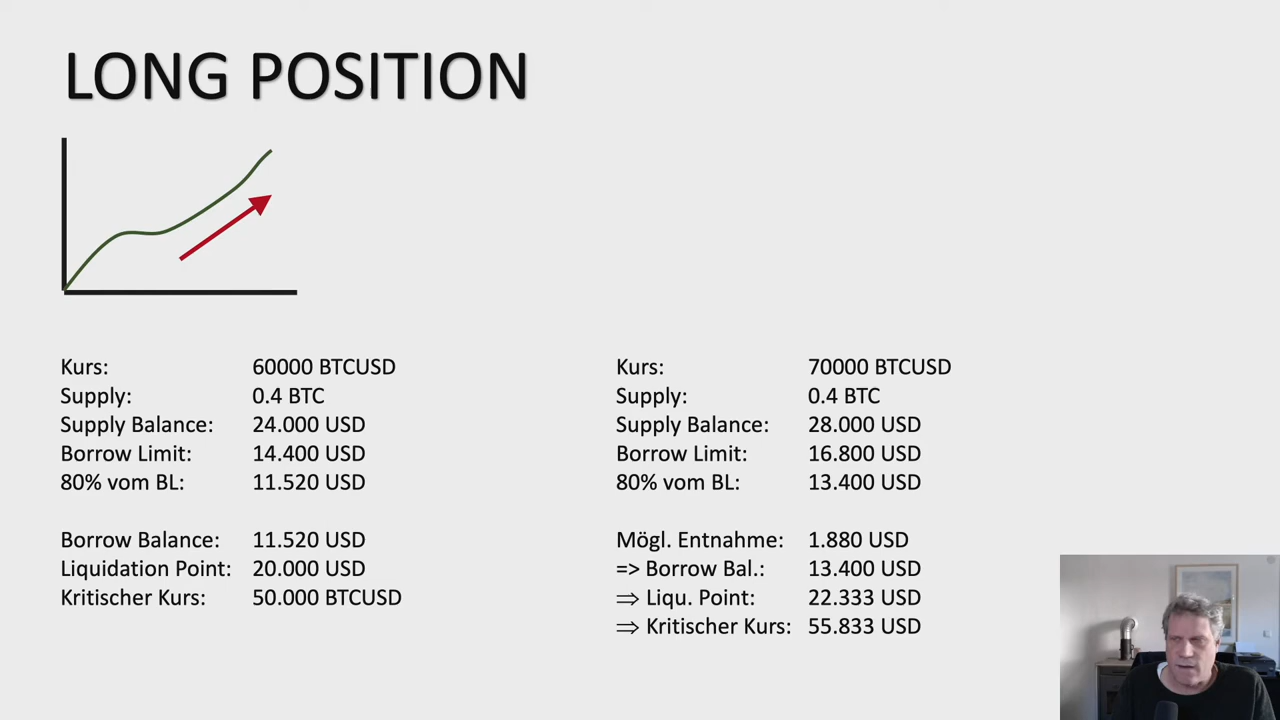 LONG POSITION
Kurs: 60000 BTCUSD
Supply: 0.4 BTC
Supply Balance: 24.000 USD
Borrow Limit: 14.400 USD
80% vom BL: 11.520 USD
Borrow Balance: 11.520 USD
Liquidation Point: 20.000 USD
Kritischer Kurs: 50.000 BTCUSD
Kurs: 70000 BTCUSD
Supply: 0.4 BTC
Supply Balance: 28.000 USD
Borrow Limit: 16.800 USD
80% vom BL: 13.400 USD
Mögl. Entnahme: 1.880 USD
=> Borrow Bal.: 13.400 USD
⇒ Liqu. Point: 22.333 USD
⇒ Kritischer Kurs: 55.833 USD